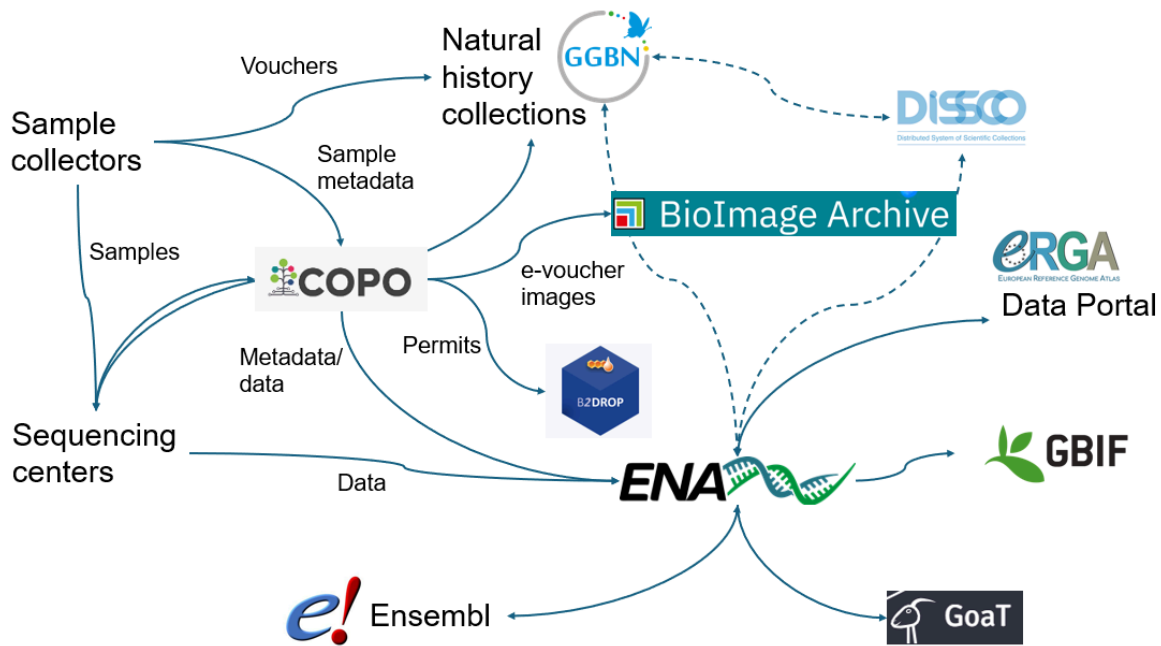 Natural
history
collections
GGBN
Vouchers
DiSSCO
Distributed System of Scientific Collections
Sample
collectors
Sample
metadata
BioImage Archive
Samples
e-voucher
images
eRGA
EUROPEAN REFERENCE GENOME ATLAS
Data Portal
COPO
Metadata/
data
Permits
B2DROP
Sequencing
centers
Data
ENA
GBIF
e!
Ensembl
GoaT